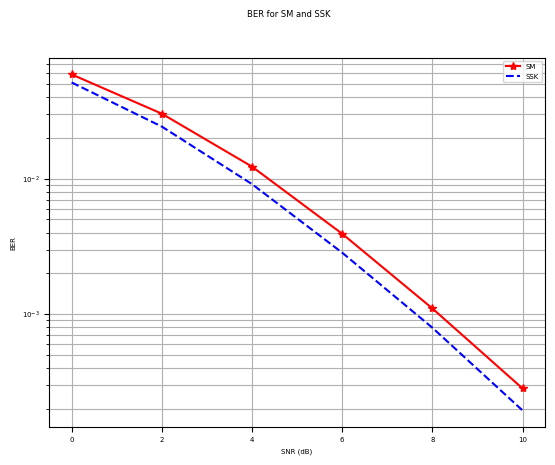 BER for SM and SSK
SM
SSK
BER
10⁻²
10⁻³
0 2 4 6 8 10
SNR (dB)